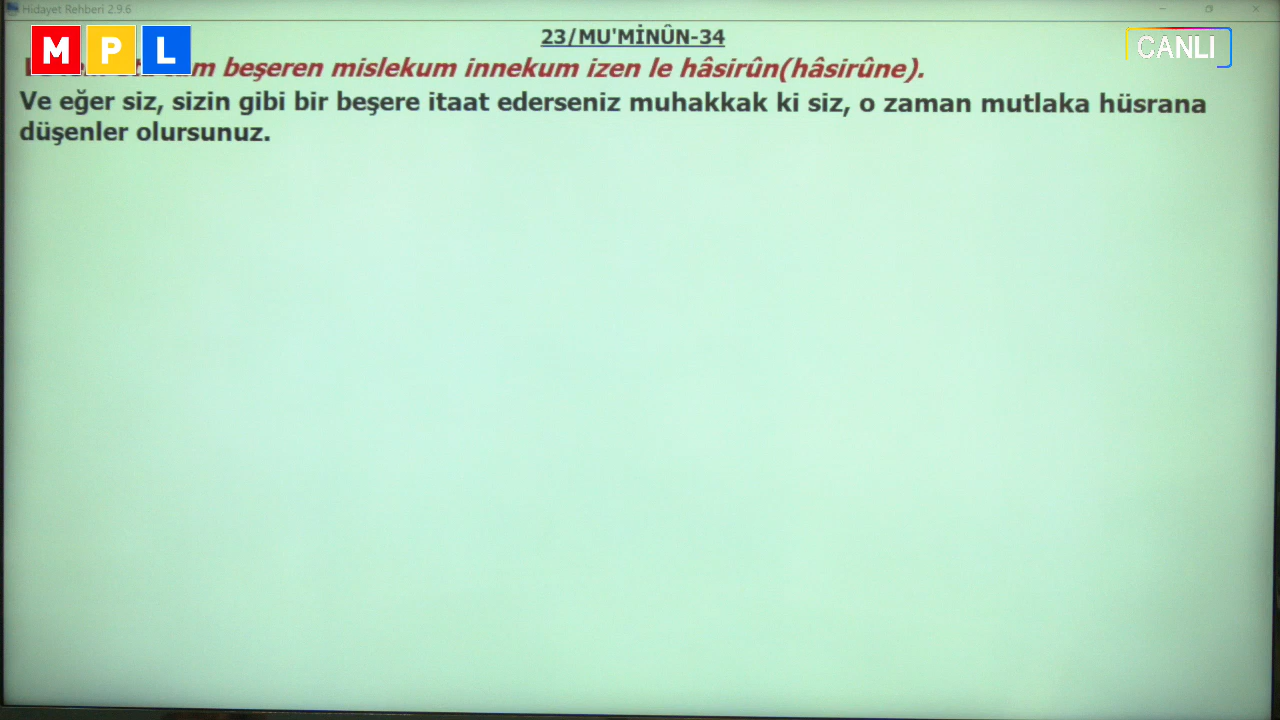 Hidayet Rehberi 2.9.6
23/MU'MİNÛN-34
MPL
CANLI
beşeren mislekum innekum izen le hâsirûn(hâsirûne).
Ve eğer siz, sizin gibi bir beşere itaat ederseniz muhakkak ki siz, o zaman mutlaka hüsrana
düşenler olursunuz.